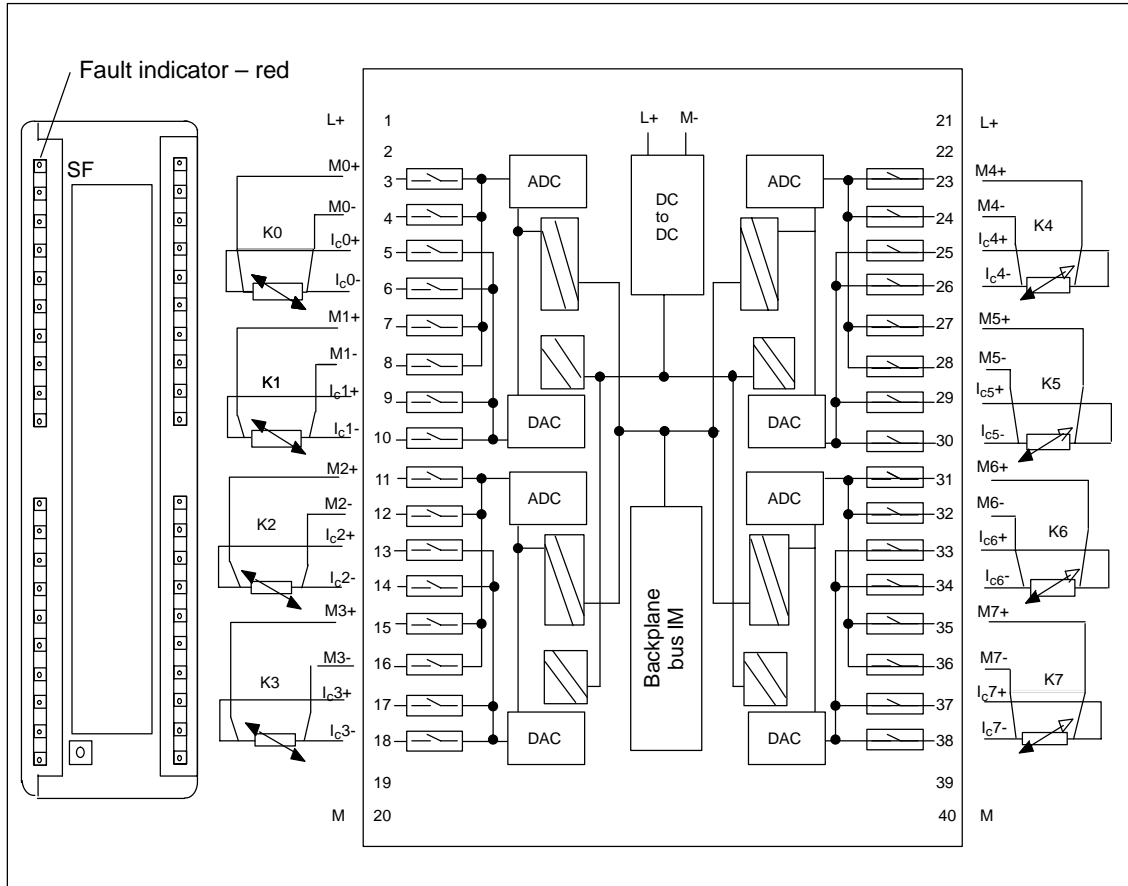 Fault indicator – red
SF
L+ 1
2
M0+ 3
M0- 4
K0
Ic0+ 5
Ic0- 6
M1+ 7
M1- 8
K1
Ic1+ 9
Ic1- 10
M2+ 11
M2- 12
K2
Ic2+ 13
Ic2- 14
M3+ 15
M3- 16
K3
Ic3+ 17
Ic3- 18
19
M 20
L+ M-
DC
to
DC
ADC
ADC
DAC
DAC
ADC
ADC
DAC
DAC
Backplane
bus IM
21 L+
22
23 M4+
24 M4-
K4
25 Ic4+
26 Ic4-
27 M5+
28 M5-
K5
29 Ic5+
30 Ic5-
31 M6+
32 M6-
K6
33 Ic6+
34 Ic6-
35 M7+
36 M7-
K7
37 Ic7+
38 Ic7-
39
40 M